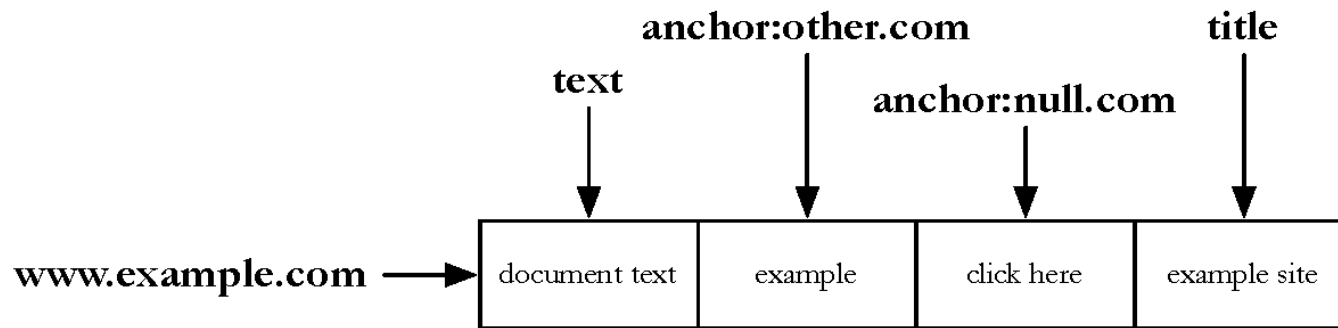 anchor:other.com
title
text
anchor:null.com
www.example.com
document text
example
click here
example site